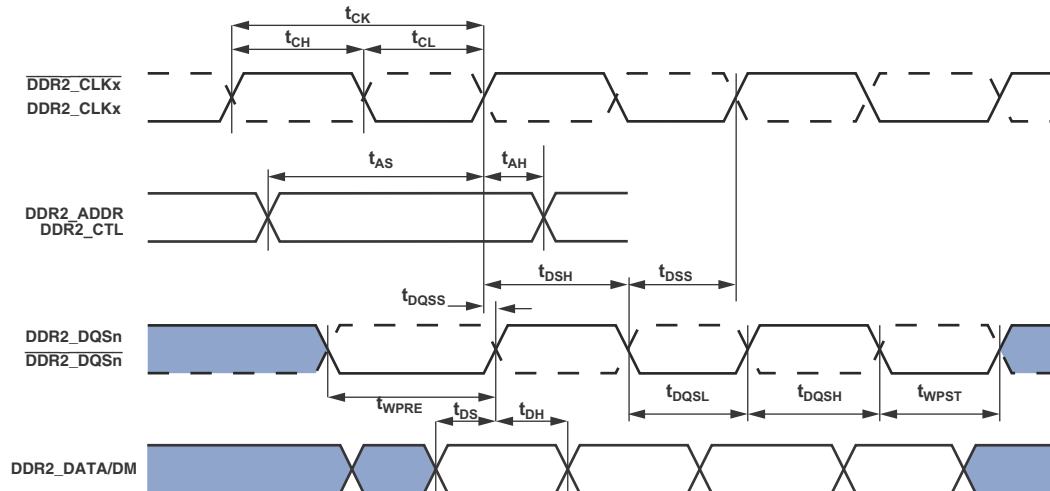 tCK
tCH
tCL
DDR2_CLKx
DDR2_CLKx
tAS
tAH
DDR2_ADDR
DDR2_CTL
tDSH
tDSS
tDQSS
DDR2_DQSn
DDR2_DQSn
tWPRE
tDS
tDH
tDQSL
tDQSH
tWPST
DDR2_DATA/DM